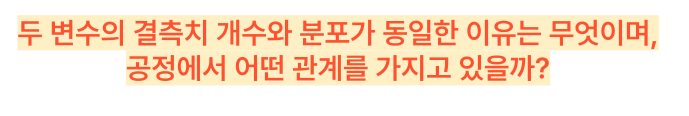 두 변수의 결측치 개수와 분포가 동일한 이유는 무엇이며,
공정에서 어떤 관계를 가지고 있을까?